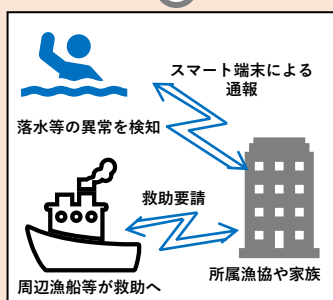 スマート端末による
通報
落水等の異常を検知
救助要請
所属漁協や家族
周辺漁船等が救助へ